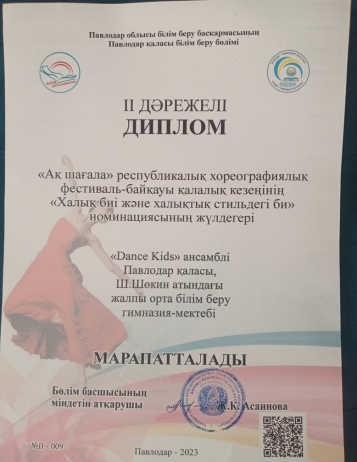 Павлодар облысы білім беру басқармасының
Павлодар қаласы білім беру бөлімі
ІІ ДӘРЕЖЕЛІ
ДИПЛОМ
«Ақ шағала» республикалық хореографиялық
фестиваль-байқауы қалалық кезеңінің
«Халық биі және халықтық стильдегі би»
номинациясының жүлдегері
«Dance Kids» ансамблі
Павлодар қаласы,
Ш.Шөкин атындағы
жалпы орта білім беру
гимназия-мектебі
МАРАПАТТАЛАДЫ
Бөлім басшысының
міндетін атқарушы
Ж.К. Асаинова
№ІІ - 009
Павлодар - 2023